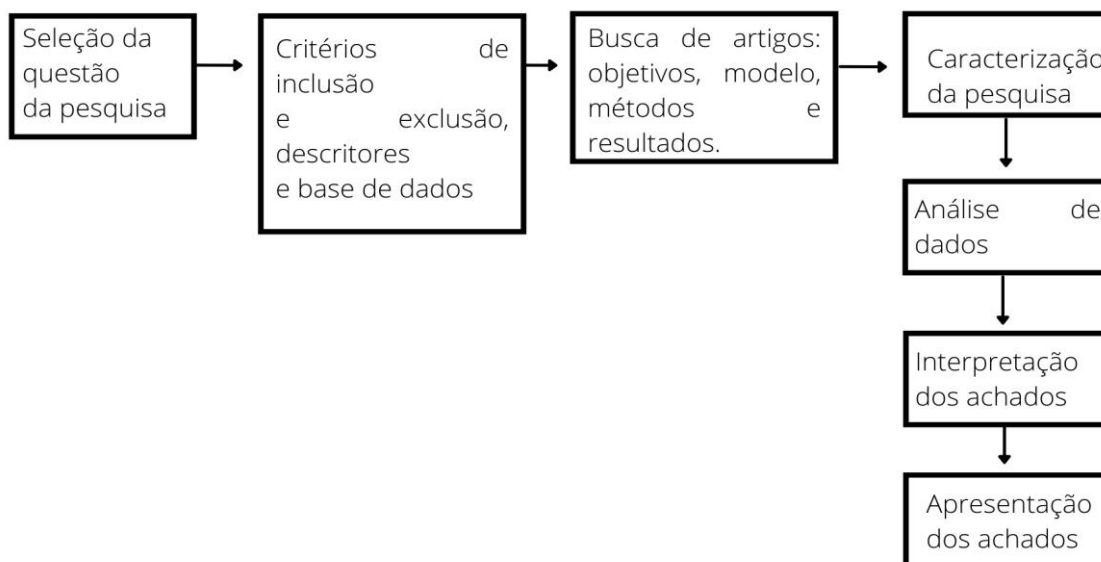 Seleção da
questão
da pesquisa
Critérios de
inclusão
e exclusão,
descritores
e base de dados
Busca de artigos:
objetivos, modelo,
métodos e
resultados.
Caracterização
da pesquisa
Análise de
dados
Interpretação
dos achados
Apresentação
dos achados